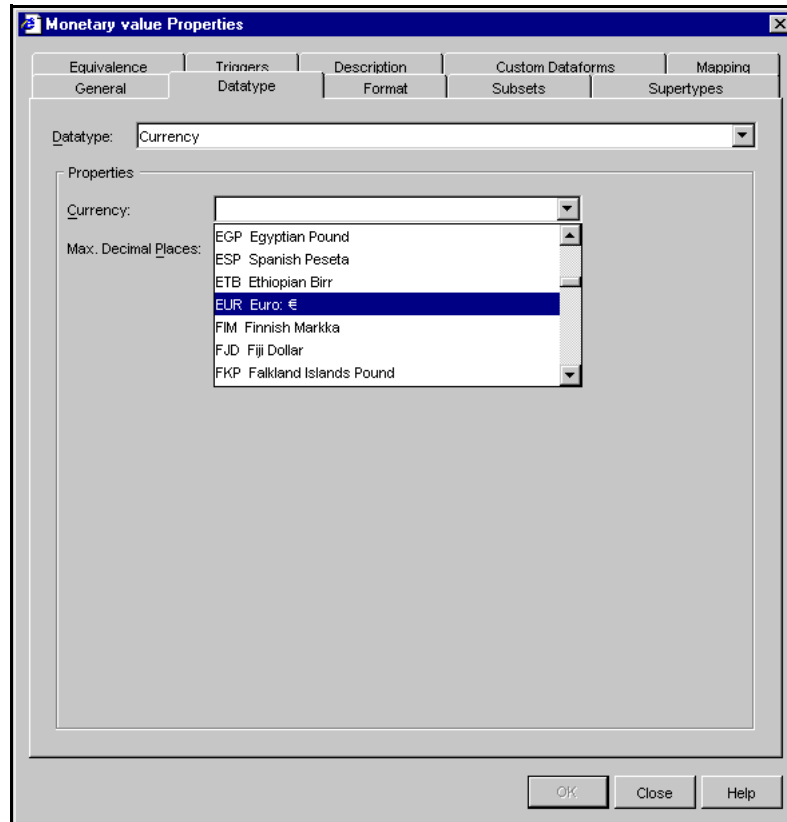 Monetary value Properties
Equivalence Triggers Description Custom Dataforms Mapping
General Datatype Format Subsets Supertypes
Datatype: Currency
Properties
Currency:
Max. Decimal Places:
EGP Egyptian Pound
ESP Spanish Peseta
ETB Ethiopian Birr
EUR Euro: €
FIM Finnish Markka
FJD Fiji Dollar
FKP Falkland Islands Pound
OK Close Help